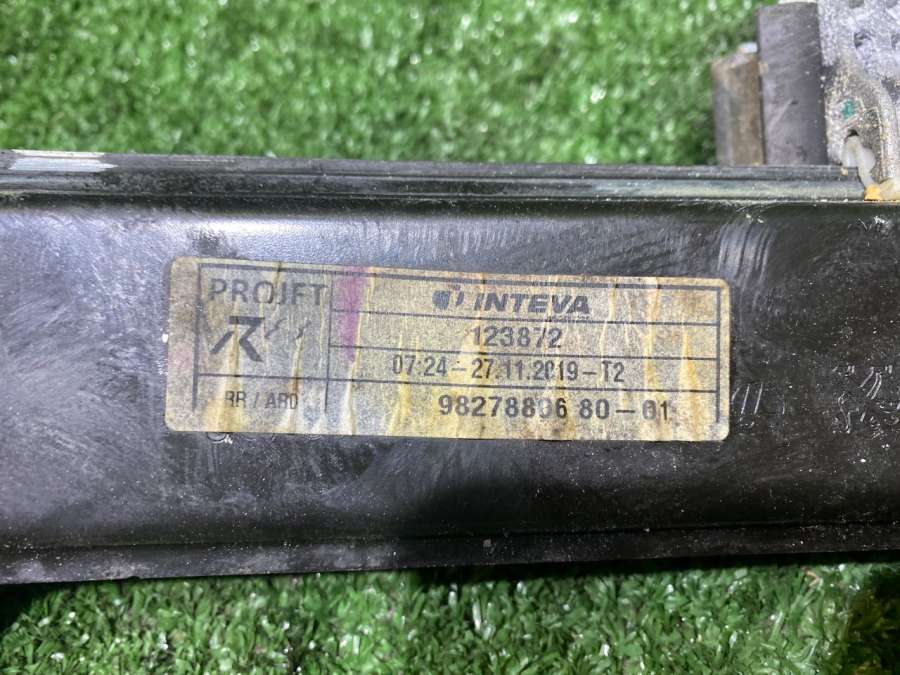 PROJET
INTEVA
123872
07:24-27.11.2019-T2
RR / ARD
98278806 80-01